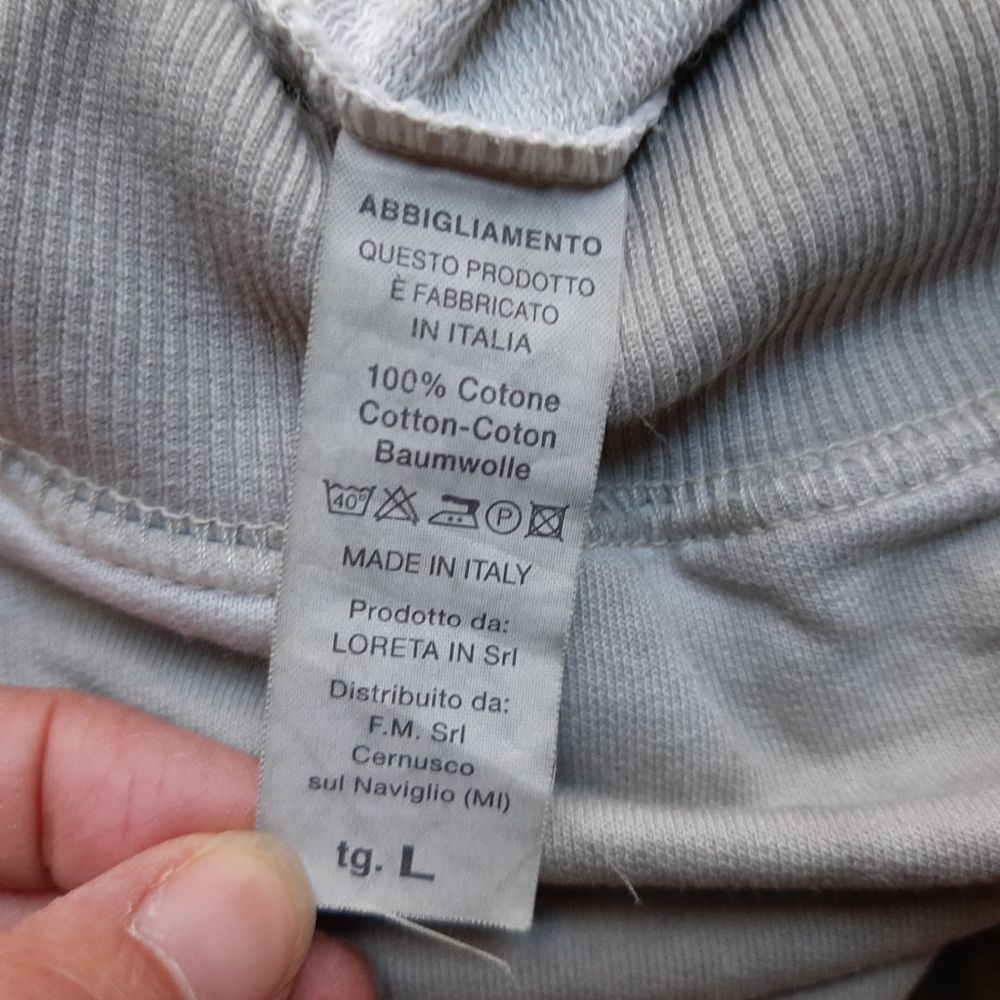 ABBIGLIAMENTO
QUESTO PRODOTTO
È FABBRICATO
IN ITALIA
100% Cotone
Cotton-Coton
Baumwolle
40° P
MADE IN ITALY
Prodotto da:
LORETA IN Srl
Distribuito da:
F.M. Srl
Cernusco
sul Naviglio (MI)
tg. L